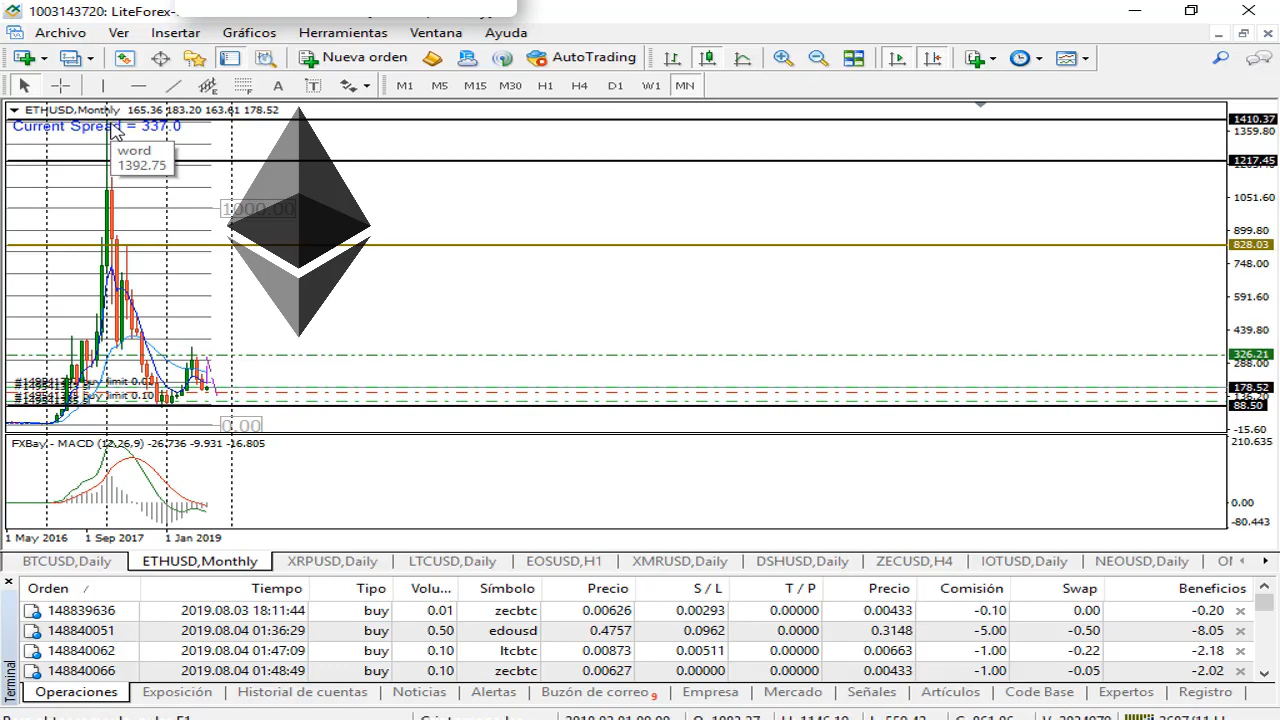 1003143720: LiteForex-
Archivo Ver Insertar Gráficos Herramientas Ventana Ayuda
Nueva orden AutoTrading
A T M1 M5 M15 M30 H1 H4 D1 W1 MN
ETHUSD,Monthly 165.36 183.20 163.61 178.52
Current Spread = 337.0
word
1392.75
1000.00
0.00
buy limit 0.01
buy limit 0.10
1410.37
1359.80
1217.45
1051.60
899.80
828.03
748.00
591.60
439.80
326.21
288.00
178.52
88.50
-15.60
FXBay - MACD (12,26,9) -26.736 -9.931 -16.805
210.635
0.00
-80.443
1 May 2016 1 Sep 2017 1 Jan 2019
BTCUSD,Daily ETHUSD,Monthly XRPUSD,Daily LTCUSD,Daily EOSUSD,H1 XMRUSD,Daily DSHUSD,Daily ZECUSD,H4 IOTUSD,Daily NEOUSD,Daily
Orden / Tiempo Tipo Volu... Símbolo Precio S / L T / P Precio Comisión Swap Beneficios
148839636 2019.08.03 18:11:44 buy 0.01 zecbtc 0.00626 0.00293 0.00000 0.00433 -0.10 0.00 -0.20
148840051 2019.08.04 01:36:29 buy 0.50 edousd 0.4757 0.0962 0.0000 0.3148 -5.00 -0.50 -8.05
148840062 2019.08.04 01:47:09 buy 0.10 ltcbtc 0.00873 0.00511 0.00000 0.00663 -1.00 -0.22 -2.18
148840066 2019.08.04 01:48:49 buy 0.10 zecbtc 0.00627 0.00000 0.00000 0.00433 -1.00 -0.05 -2.02
Terminal
Operaciones Exposición Historial de cuentas Noticias Alertas Buzón de correo 9 Empresa Mercado Señales Artículos Code Base Expertos Registro